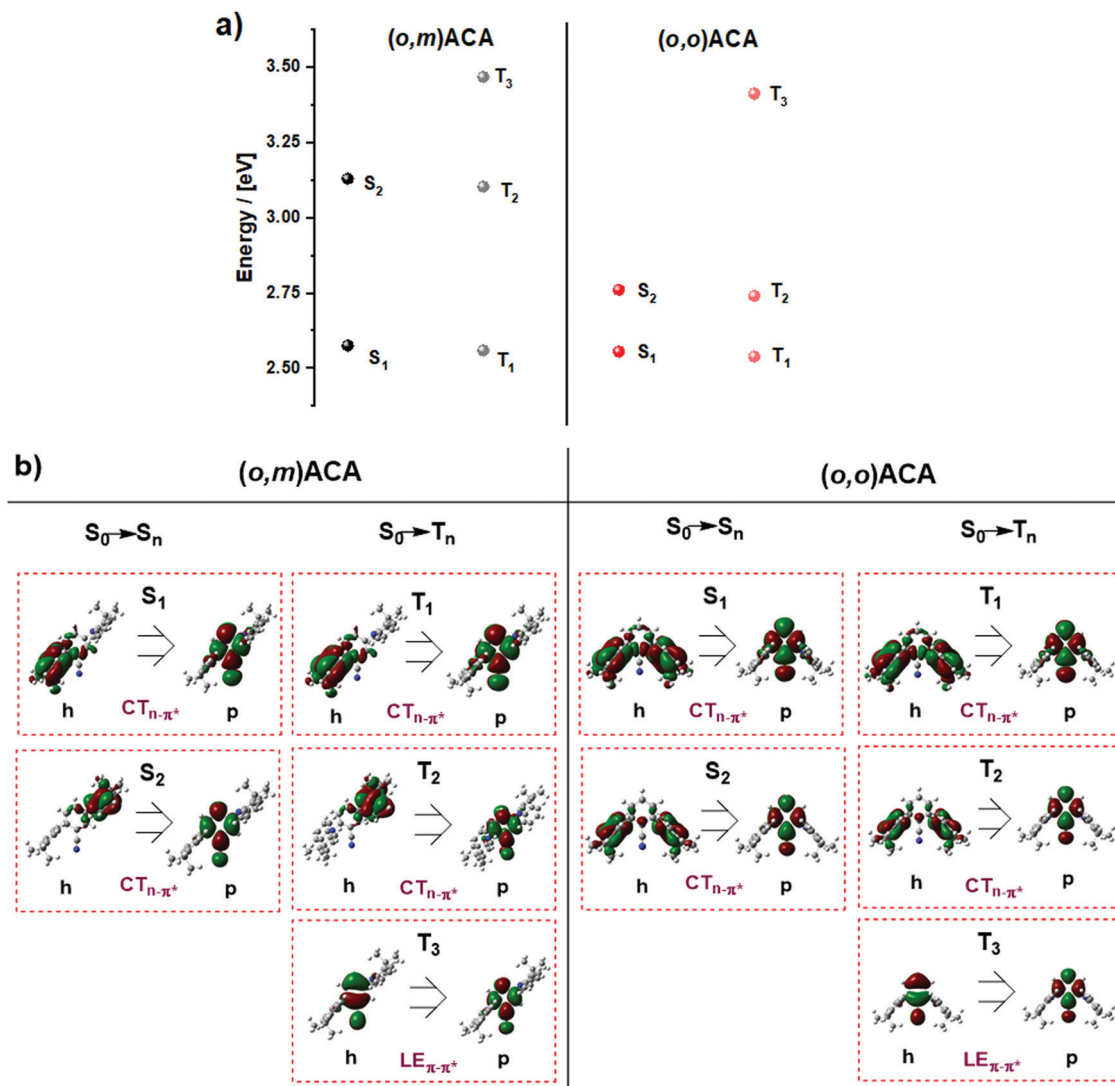 a)
(o,m)ACA (o,o)ACA
Energy / [eV]
3.50
3.25
3.00
2.75
2.50
T3
S2
T2
S1
T1
T3
S2
T2
S1
T1
b)
(o,m)ACA (o,o)ACA
S0→Sn S0→Tn S0→Sn S0→Tn
S1 T1 S1 T1
h CTn-π* p h CTn-π* p h CTn-π* p h CTn-π* p
S2 T2 S2 T2
h CTn-π* p h CTn-π* p h CTn-π* p h CTn-π* p
T3 T3
h LEπ-π* p h LEπ-π* p